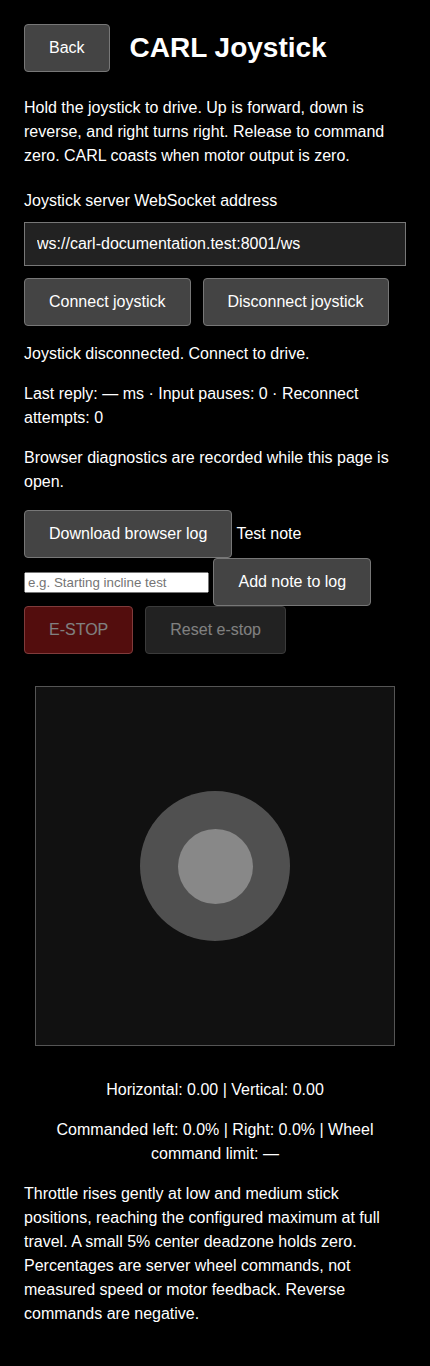 Back
CARL Joystick
Hold the joystick to drive. Up is forward, down is
reverse, and right turns right. Release to command
zero. CARL coasts when motor output is zero.
Joystick server WebSocket address
ws://carl-documentation.test:8001/ws
Connect joystick
Disconnect joystick
Joystick disconnected. Connect to drive.
Last reply: — ms · Input pauses: 0 · Reconnect
attempts: 0
Browser diagnostics are recorded while this page is
open.
Download browser log
Test note
e.g. Starting incline test
Add note to log
E-STOP
Reset e-stop
Horizontal: 0.00 | Vertical: 0.00
Commanded left: 0.0% | Right: 0.0% | Wheel
command limit: —
Throttle rises gently at low and medium stick
positions, reaching the configured maximum at full
travel. A small 5% center deadzone holds zero.
Percentages are server wheel commands, not
measured speed or motor feedback. Reverse
commands are negative.